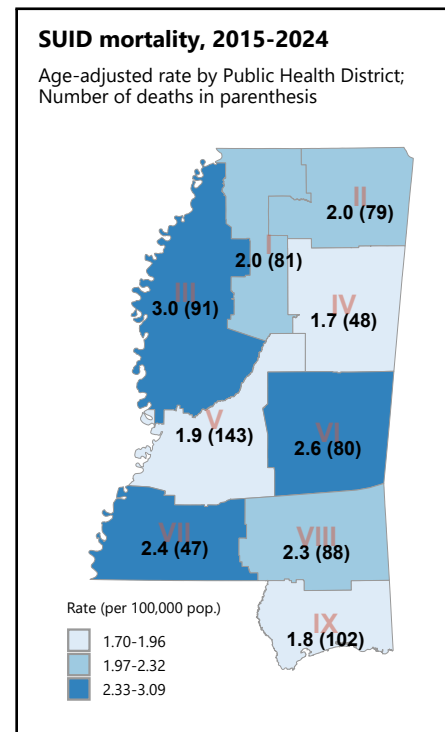 SUID mortality, 2015-2024
Age-adjusted rate by Public Health District;
Number of deaths in parenthesis
II
2.0 (79)
I
2.0 (81)
III
3.0 (91)
IV
1.7 (48)
V
1.9 (143)
VI
2.6 (80)
VII
2.4 (47)
VIII
2.3 (88)
IX
1.8 (102)
Rate (per 100,000 pop.)
1.70-1.96
1.97-2.32
2.33-3.09